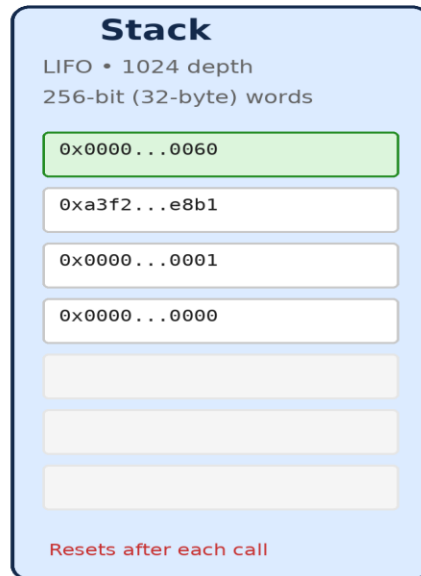 Stack
LIFO • 1024 depth
256-bit (32-byte) words
0x0000...0060
0xa3f2...e8b1
0x0000...0001
0x0000...0000
Resets after each call